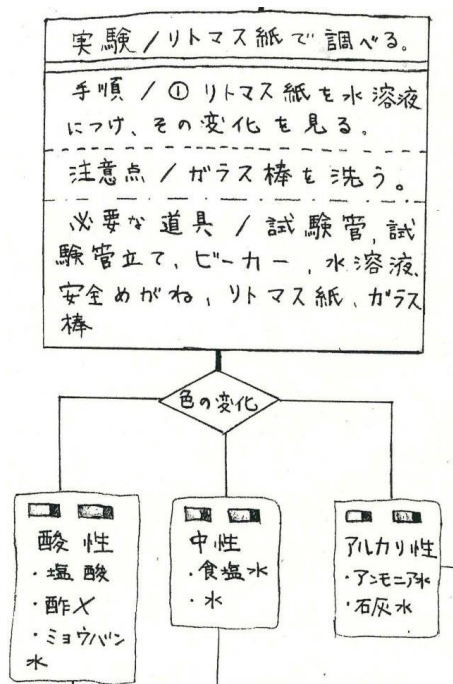 実験/リトマス紙で調べる。
手順/① リトマス紙を水溶液
につけ、その変化を見る。
注意点/ガラス棒を洗う。
必要な道具/試験管,試
験管立て、ビーカー,水溶液、
安全めがね,リトマス紙、ガラス
棒
色の変化
酸性
・塩酸
・酢×
・ミョウバン
水
中性
・食塩水
・水
アルカリ性
・アンモニア水
・石灰水